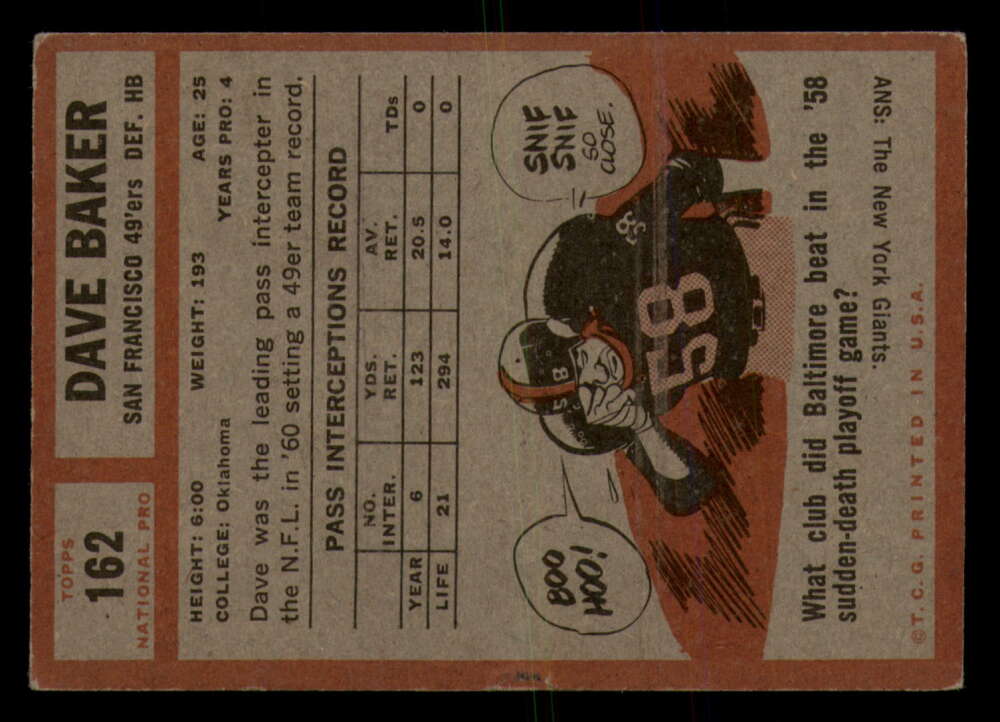 TOPPS
162
NATIONAL PRO
DAVE BAKER
SAN FRANCISCO 49'ers DEF. HB
HEIGHT: 6:00 WEIGHT: 193 AGE: 25
COLLEGE: Oklahoma YEARS PRO: 4
Dave was the leading pass intercepter in
the N.F.L. in '60 setting a 49er team record.
PASS INTERCEPTIONS RECORD
NO. INTER. YDS. RET. AV. RET. TDs
YEAR 6 123 20.5 0
LIFE 21 294 14.0 0
BOO
HOO!
58
58
58
SNIF
SNIF
SO
CLOSE.
What club did Baltimore beat in the '58
sudden-death playoff game?
ANS: The New York Giants.
©T. C. G. PRINTED IN U.S.A.